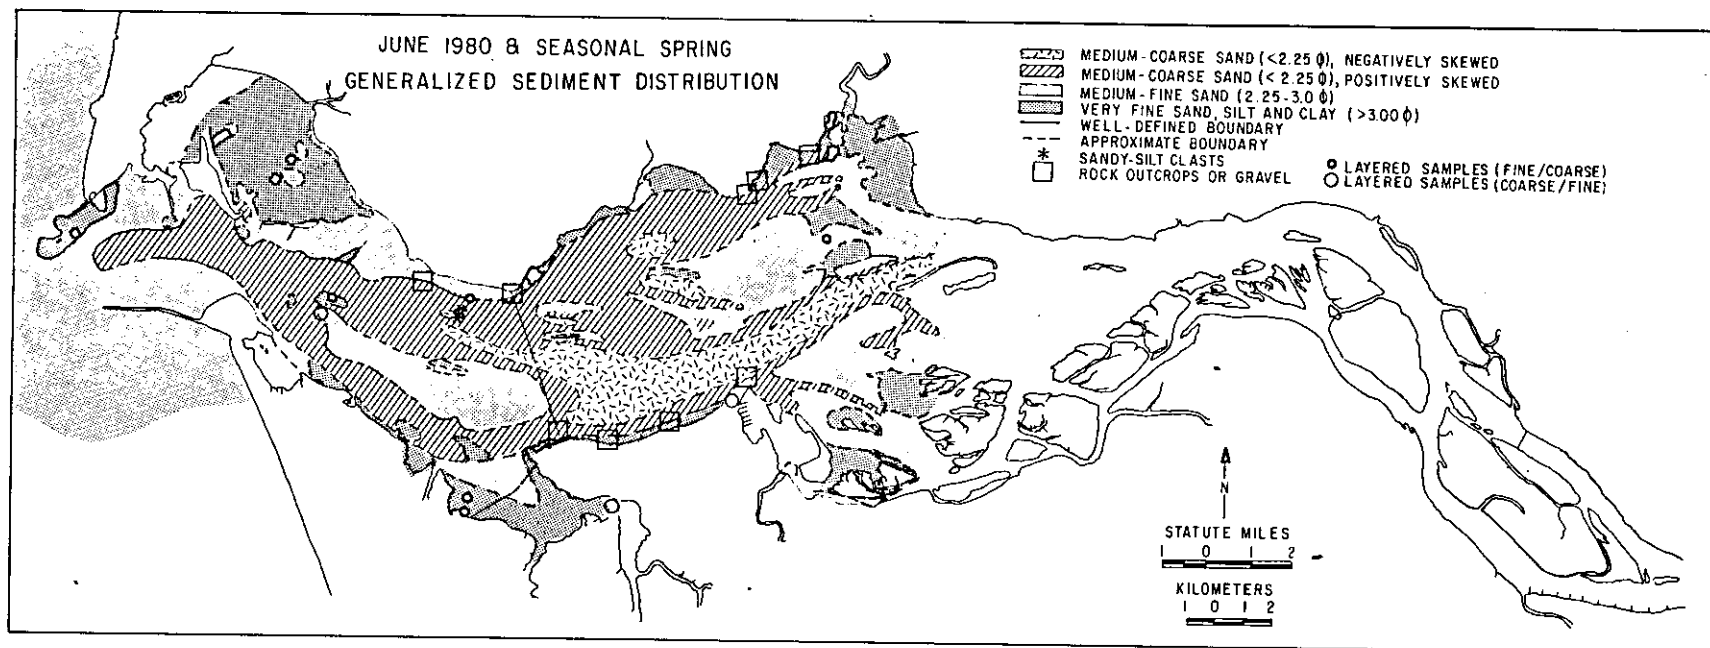 JUNE 1980 & SEASONAL SPRING
GENERALIZED SEDIMENT DISTRIBUTION
MEDIUM-COARSE SAND (<2.25 ϕ), NEGATIVELY SKEWED
MEDIUM-COARSE SAND (<2.25 ϕ), POSITIVELY SKEWED
MEDIUM-FINE SAND (2.25-3.0 ϕ)
VERY FINE SAND, SILT AND CLAY (>3.00 ϕ)
WELL-DEFINED BOUNDARY
APPROXIMATE BOUNDARY
SANDY-SILT CLASTS
ROCK OUTCROPS OR GRAVEL
LAYERED SAMPLES (FINE/COARSE)
LAYERED SAMPLES (COARSE/FINE)
N
STATUTE MILES
1 0 1 2
KILOMETERS
1 0 1 2